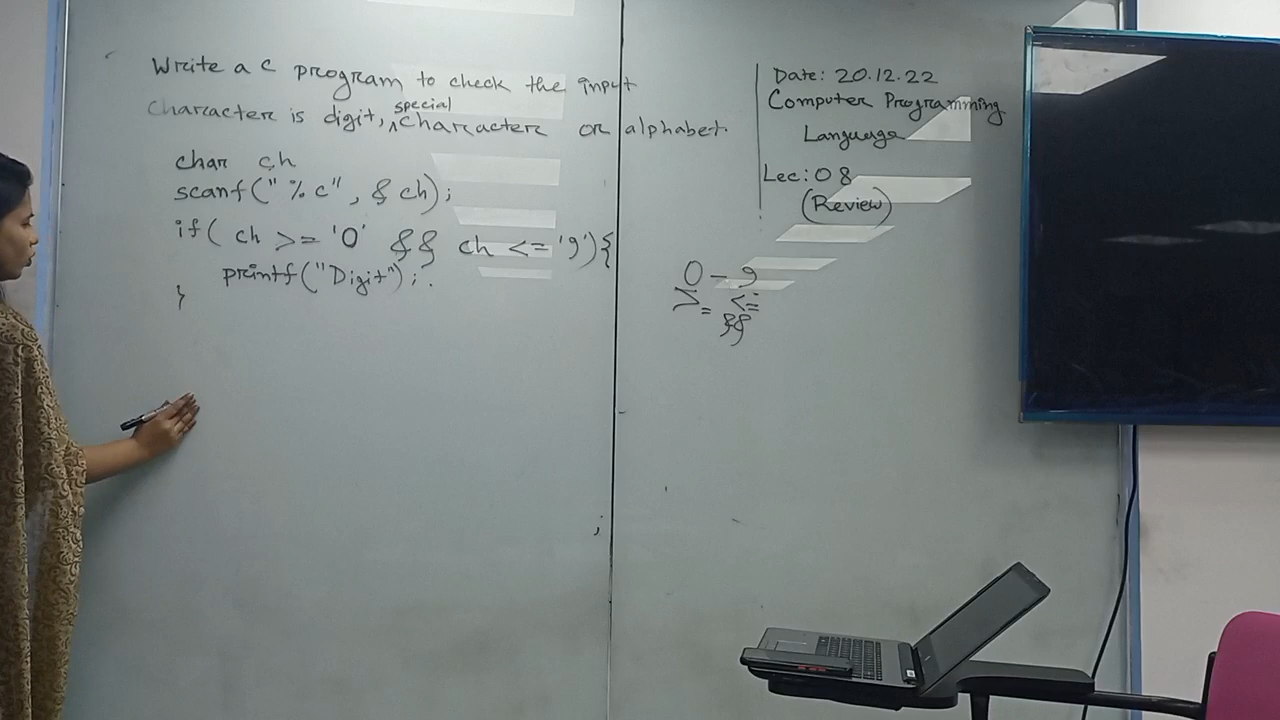 Write a c program to check the input
character is digit, special character or alphabet.
char ch
scanf("%c", &ch);
if( ch >= '0' && ch <= '9'){
printf("Digit");
}
Date: 20.12.22
Computer Programming
Language
Lec: 08
(Review)
0 - 9
>= <=
&&